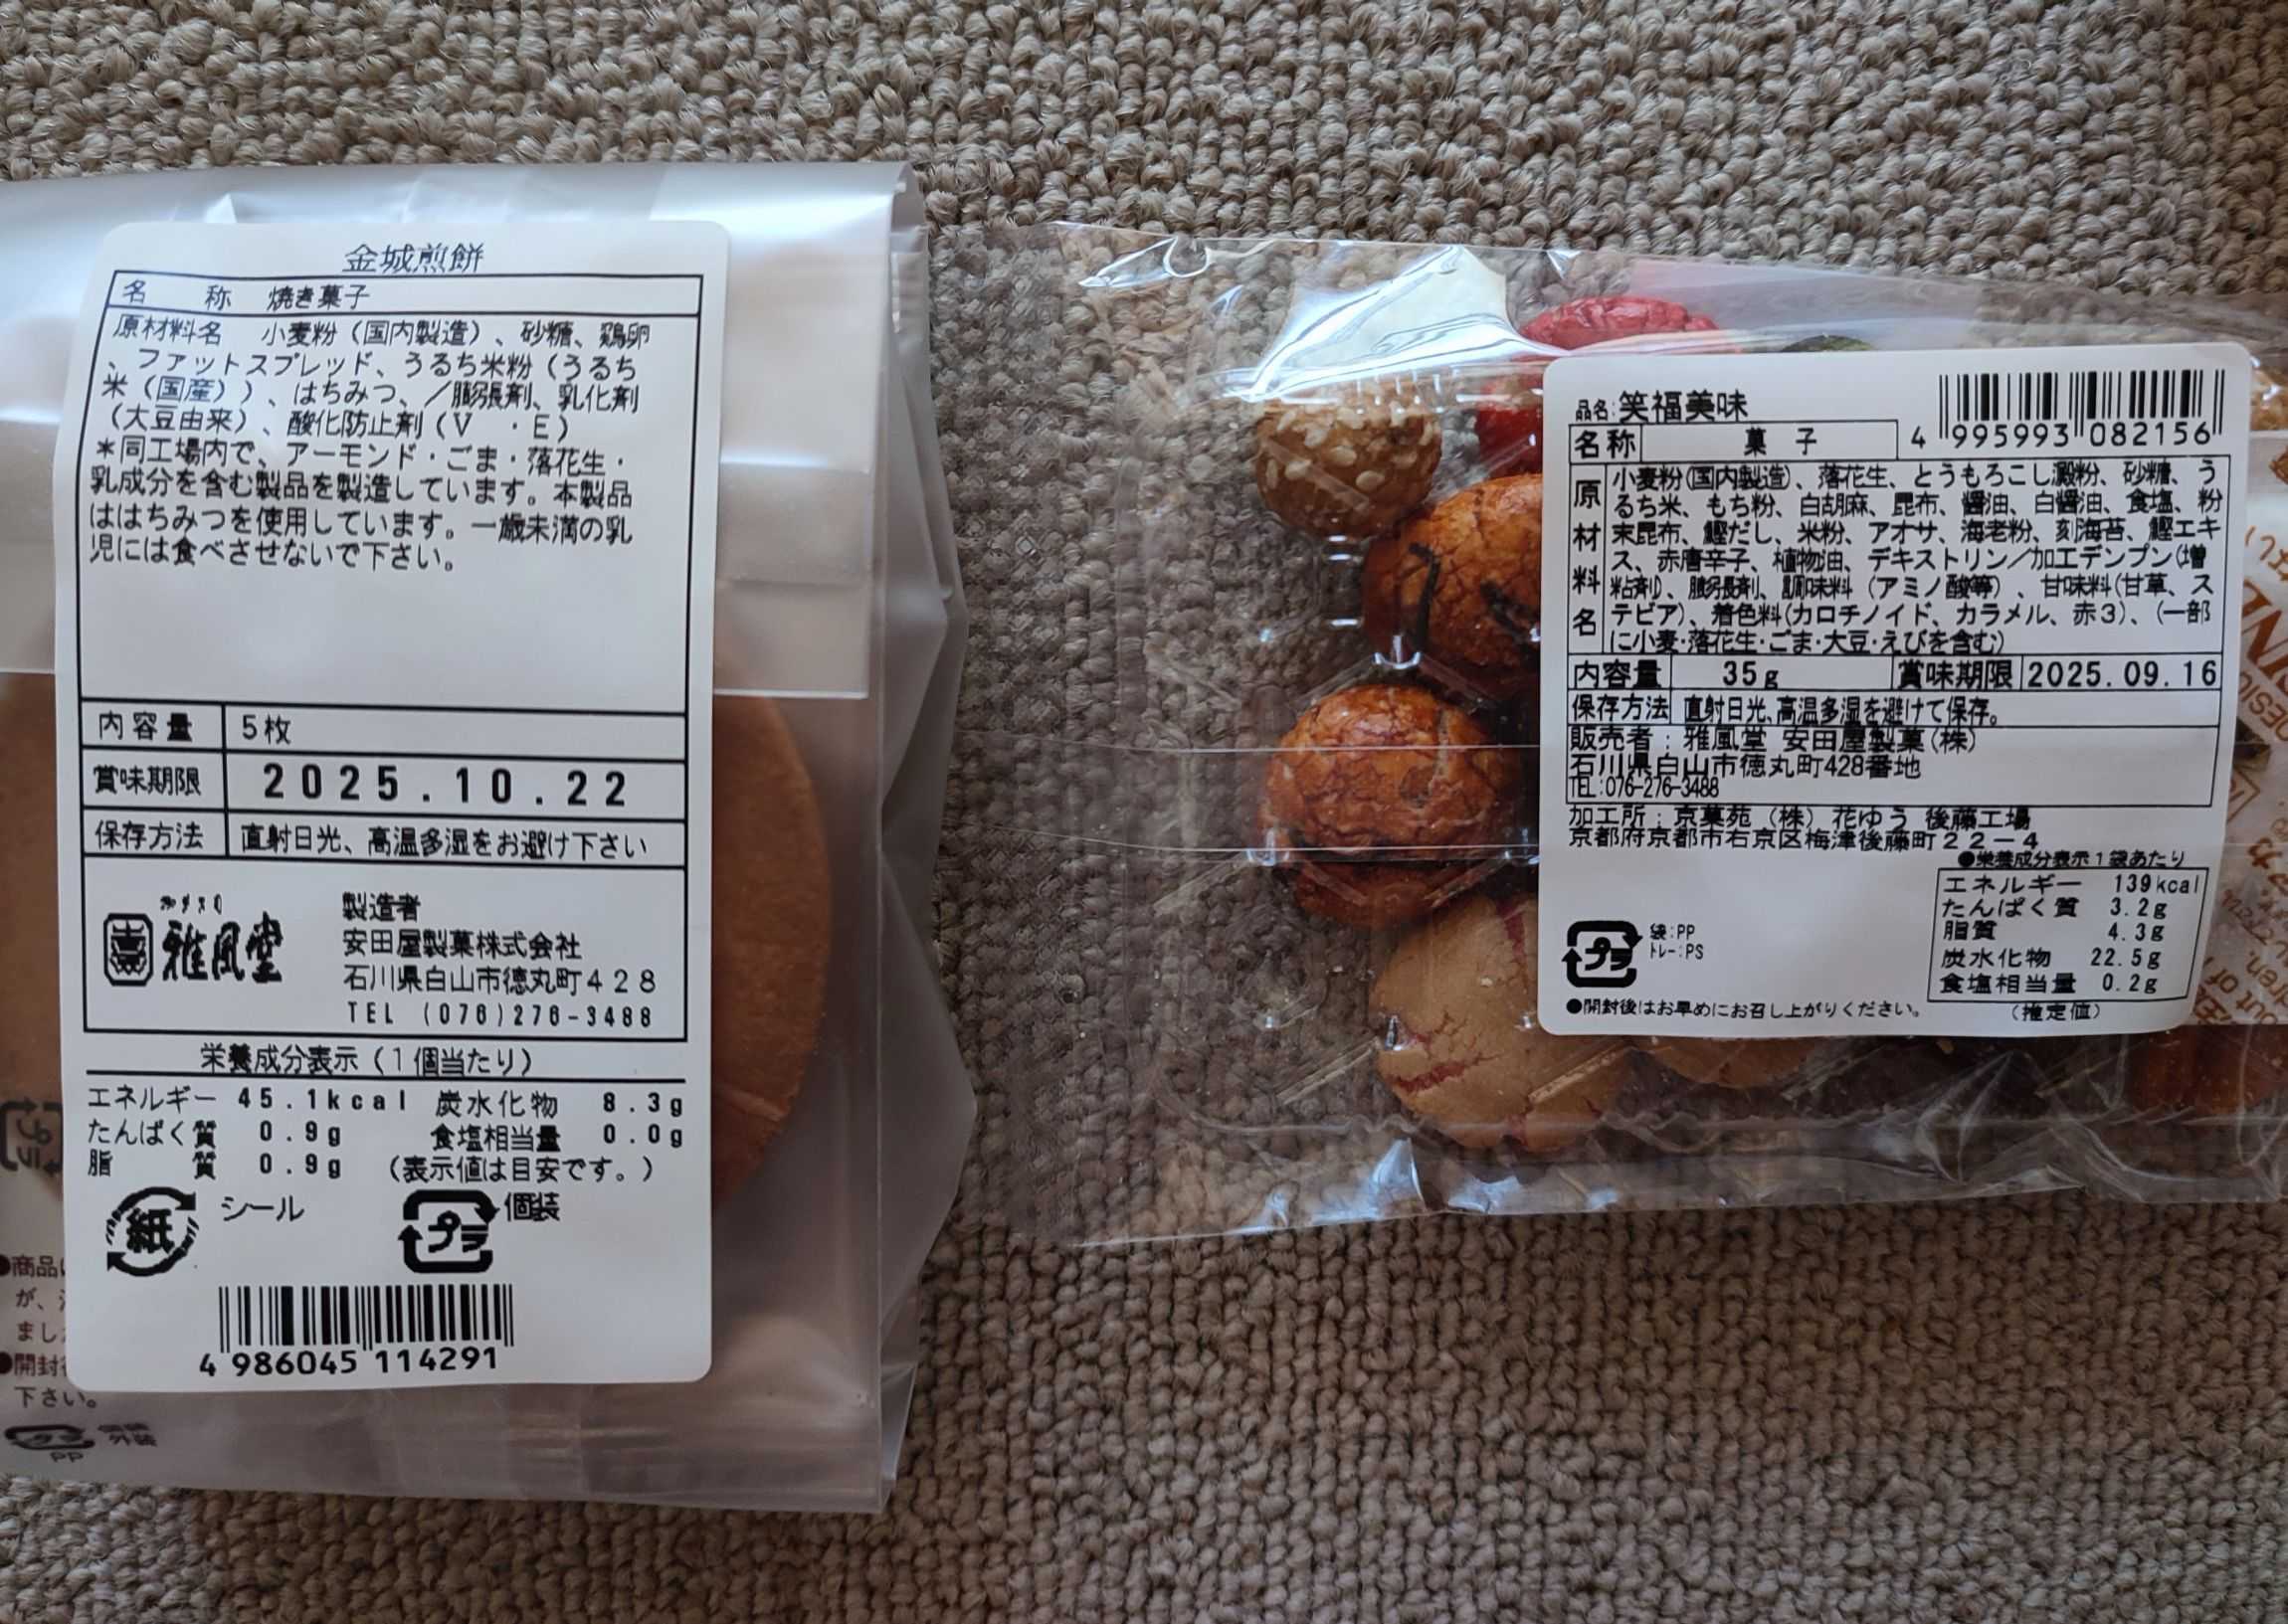 金城煎餅
名 称 焼き菓子
原材料名 小麦粉（国内製造）、砂糖、鶏卵
、ファットスプレッド、うるち米粉（うるち
米（国産））、はちみつ、／膨張剤、乳化剤
（大豆由来）、酸化防止剤（V ・E）
＊同工場内で、アーモンド・ごま・落花生・
乳成分を含む製品を製造しています。本製品
ははちみつを使用しています。一歳未満の乳
児には食べさせないで下さい。
内容量 5枚
賞味期限 2025.10.22
保存方法 直射日光、高温多湿をお避け下さい
雅風堂
製造者
安田屋製菓株式会社
石川県白山市徳丸町428
TEL (076)276-3488
栄養成分表示（1個当たり）
エネルギー 45.1kcal 炭水化物 8.3g
たんぱく質 0.9g 食塩相当量 0.0g
脂 質 0.9g （表示値は目安です。）
紙 シール プラ 個装
4 986045 114291
プラ
●商品
が、
まし
●開封
下さい。
プラ 外装
PP
品名:笑福美味
4 995993 082156
名称 菓子
原材料名 小麦粉(国内製造)、落花生、とうもろこし澱粉、砂糖、う
るち米、もち粉、白胡麻、昆布、醤油、白醤油、食塩、粉
末昆布、鰹だし、米粉、アオサ、海老粉、刻海苔、鰹エキ
ス、赤唐辛子、植物油、デキストリン／加工デンプン(増
粘剤)、膨張剤、調味料（アミノ酸等）、甘味料(甘草、ス
テビア)、着色料(カロチノイド、カラメル、赤3)、(一部
に小麦・落花生・ごま・大豆・えびを含む)
内容量 35g 賞味期限 2025.09.16
保存方法 直射日光、高温多湿を避けて保存。
販売者：雅風堂 安田屋製菓(株)
石川県白山市徳丸町428番地
TEL:076-276-3488
加工所：京菓苑（株）花ゆう 後藤工場
京都府京都市右京区梅津後藤町22－4
●栄養成分表示1袋あたり
エネルギー 139kcal
たんぱく質 3.2g
脂質 4.3g
炭水化物 22.5g
食塩相当量 0.2g
（推定値）
プラ
袋:PP
トレー:PS
●開封後はお早めにお召し上がりください。